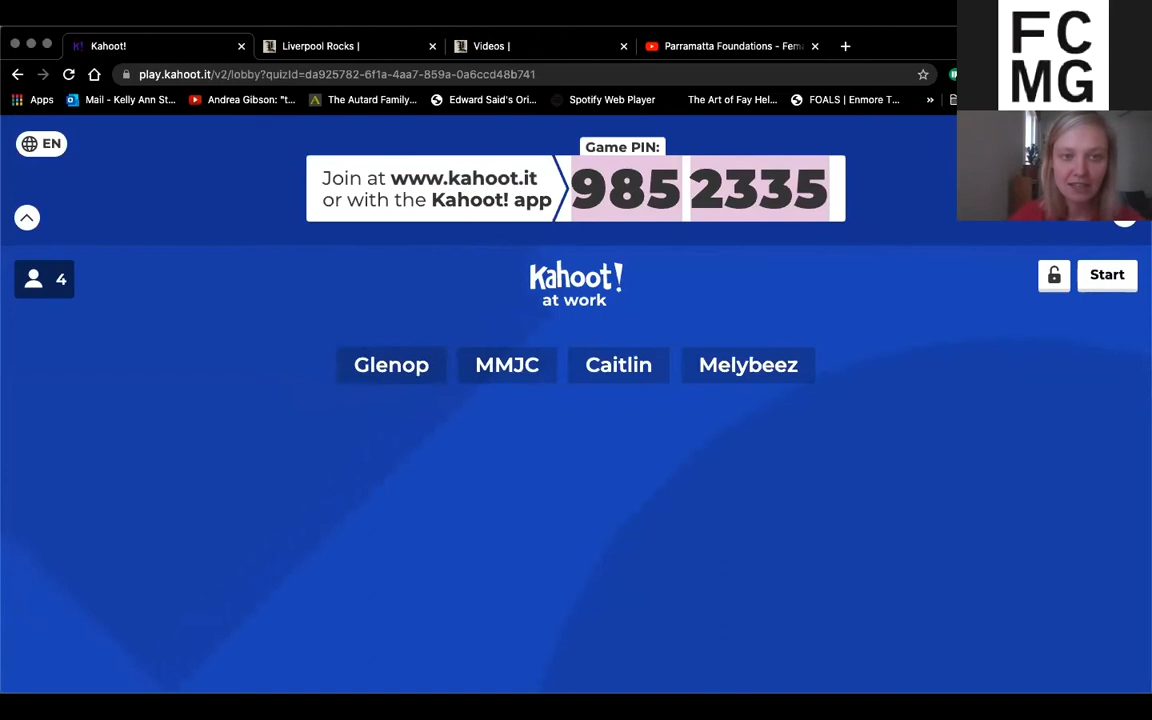 Kahoot!
Liverpool Rocks |
Videos |
Parramatta Foundations - Fem
FC
MG
play.kahoot.it/v2/lobby?quizId=da925782-6f1a-4aa7-859a-0a6ccd48b741
Apps
Mail - Kelly Ann St...
Andrea Gibson: "t...
The Autard Family...
Edward Said's Ori...
Spotify Web Player
The Art of Fay Hel...
FOALS | Enmore T...
»
EN
Game PIN:
Join at www.kahoot.it
or with the Kahoot! app
985 2335
4
Kahoot!
at work
Start
Glenop
MMJC
Caitlin
Melybeez